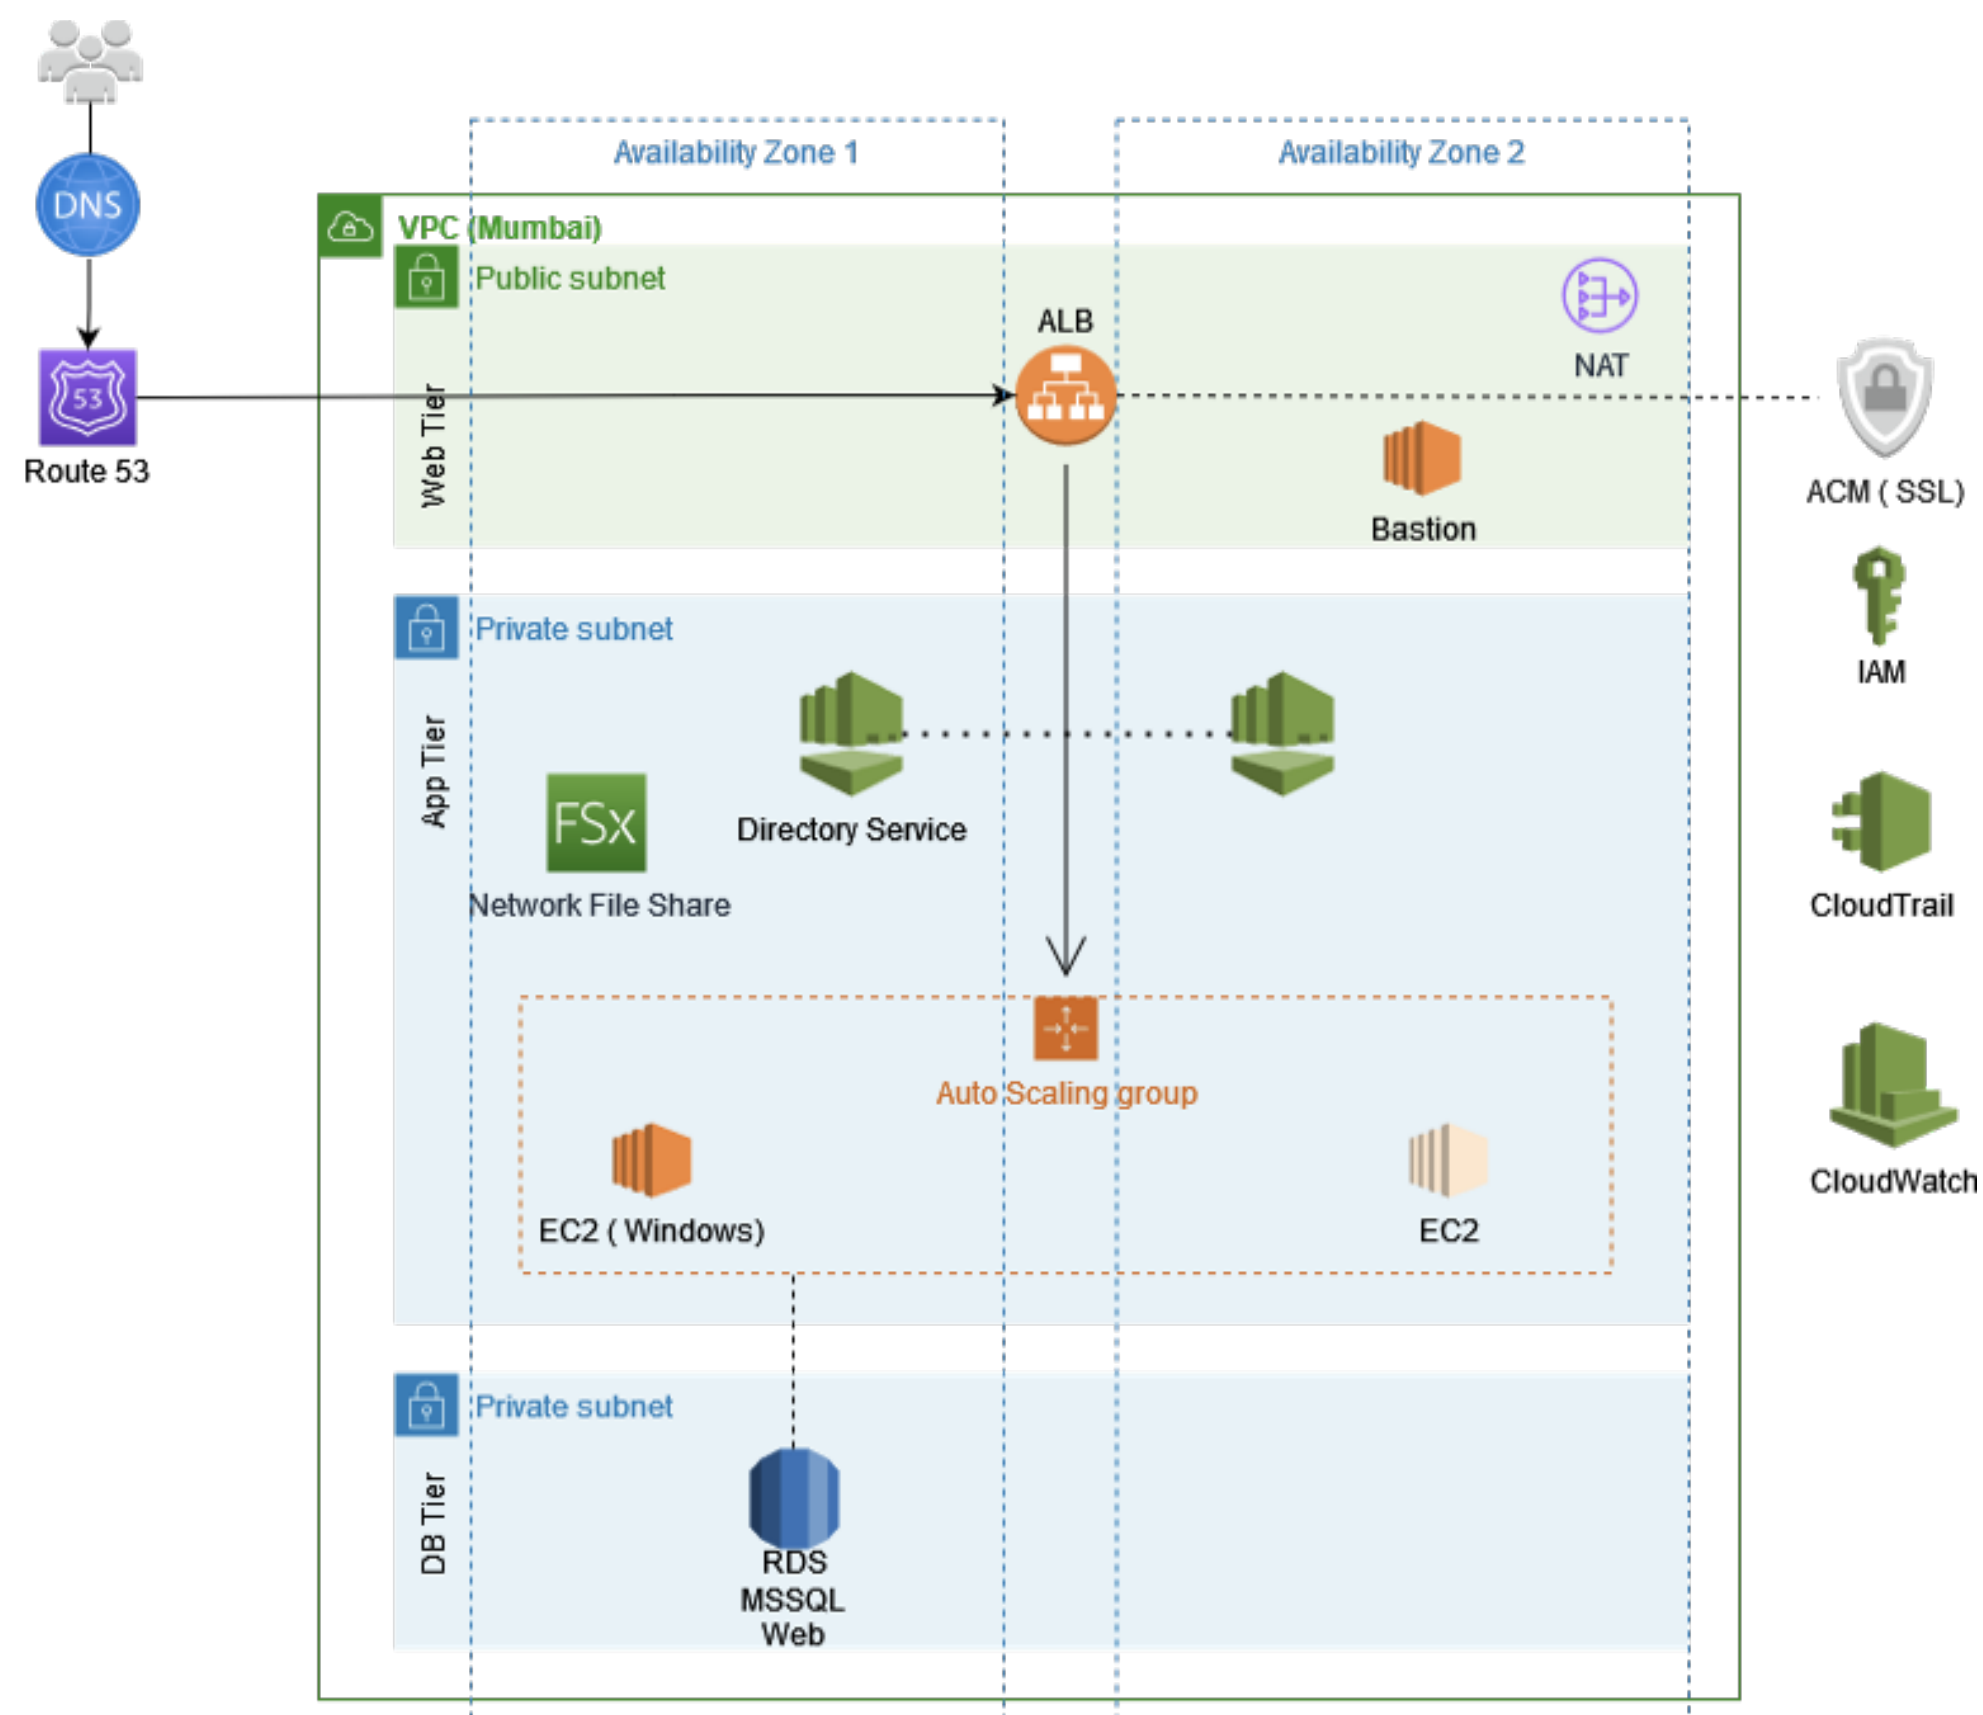 DNS
53
Route 53
Availability Zone 1
Availability Zone 2
VPC (Mumbai)
Public subnet
Web Tier
ALB
NAT
Bastion
ACM ( SSL)
IAM
CloudTrail
CloudWatch
Private subnet
App Tier
Directory Service
FSx
Network File Share
Auto Scaling group
EC2 ( Windows)
EC2
Private subnet
DB Tier
RDS
MSSQL
Web